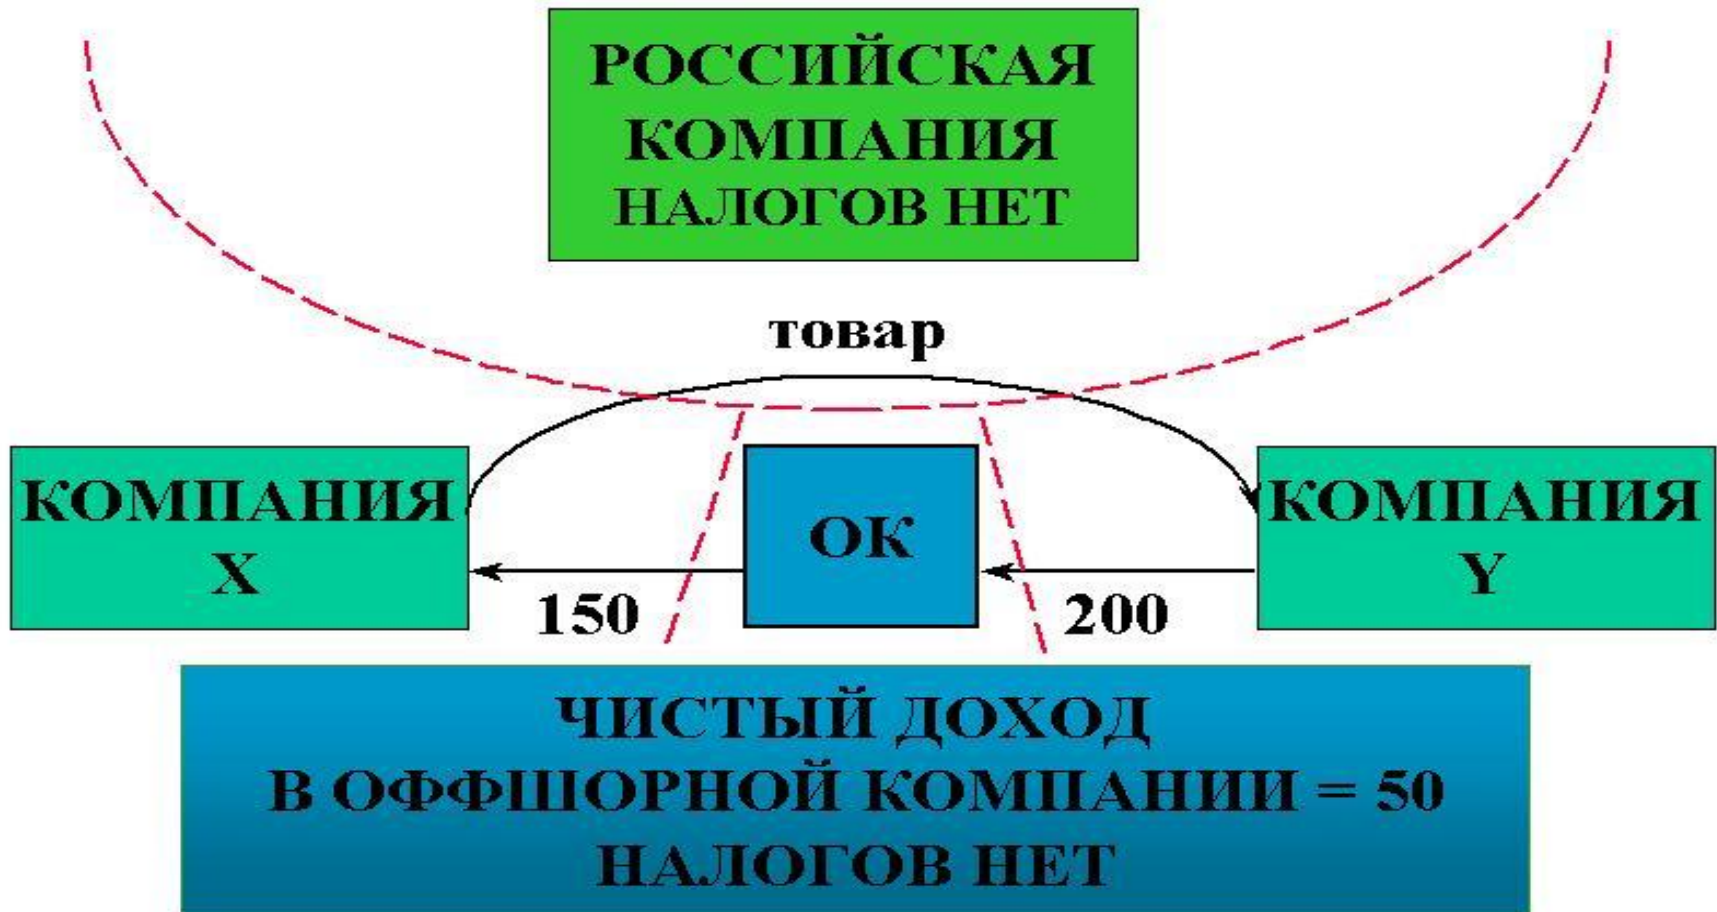 РОССИЙСКАЯ
КОМПАНИЯ
НАЛОГОВ НЕТ
товар
КОМПАНИЯ
X
ОК
КОМПАНИЯ
Y
150
200
ЧИСТЫЙ ДОХОД
В ОФФШОРНОЙ КОМПАНИИ = 50
НАЛОГОВ НЕТ